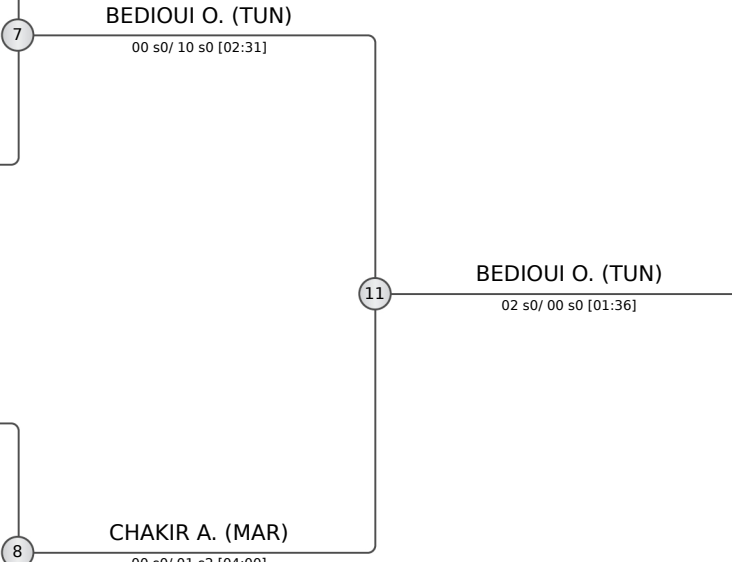 BEDIOUI O. (TUN)
7
00 s0/ 10 s0 [02:31]
BEDIOUI O. (TUN)
11
02 s0/ 00 s0 [01:36]
CHAKIR A. (MAR)
8